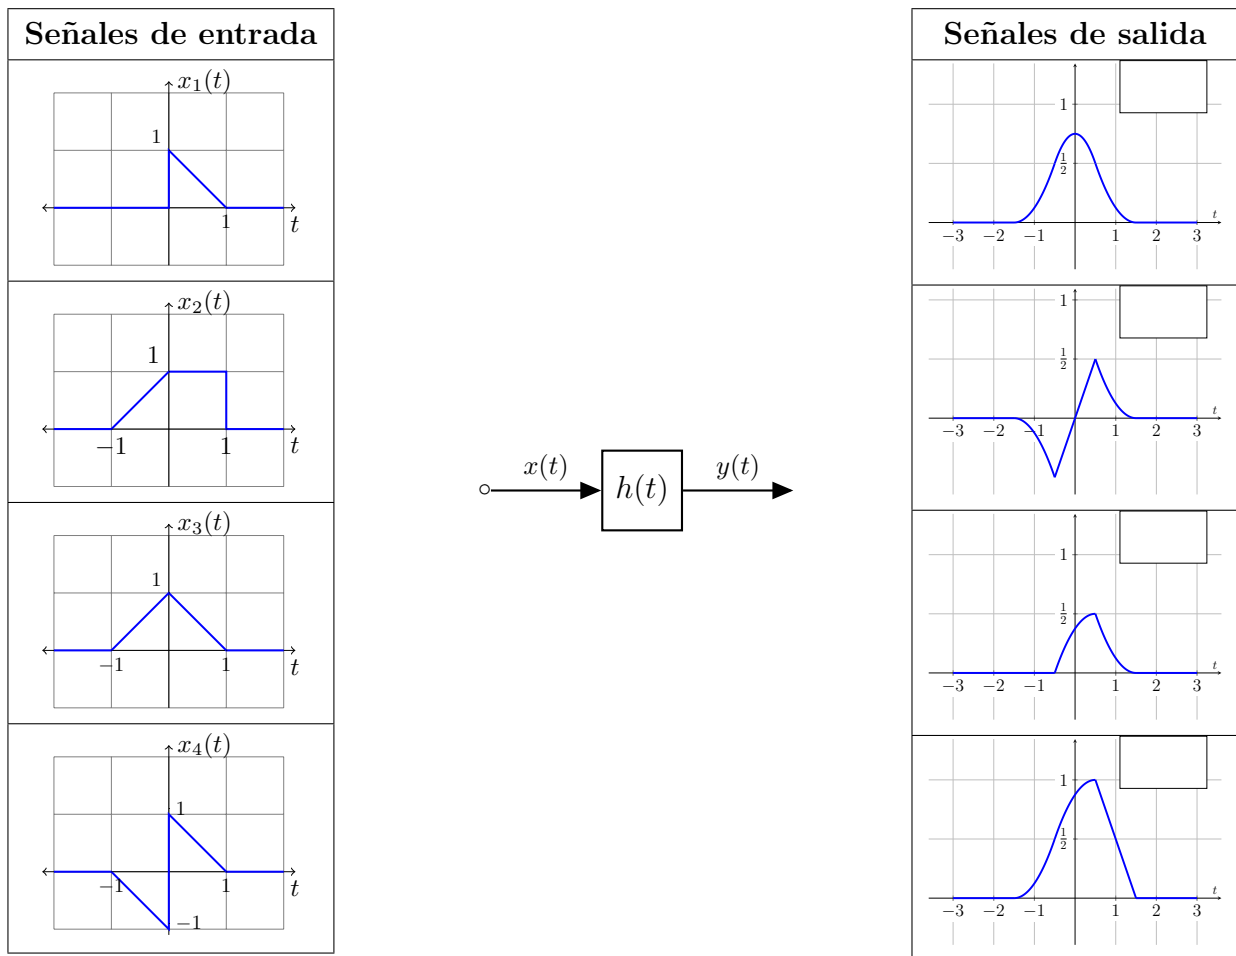 Señales de entrada
x₁(t)
1
1
t
x₂(t)
1
−1
1
t
x₃(t)
1
−1
1
t
x₄(t)
1
−1
1
t
−1
x(t)
h(t)
y(t)
Señales de salida
1
1/2
t
−3 −2 −1 1 2 3
1
1/2
t
−3 −2 −1 1 2 3
1
1/2
t
−3 −2 −1 1 2 3
1
1/2
t
−3 −2 −1 1 2 3